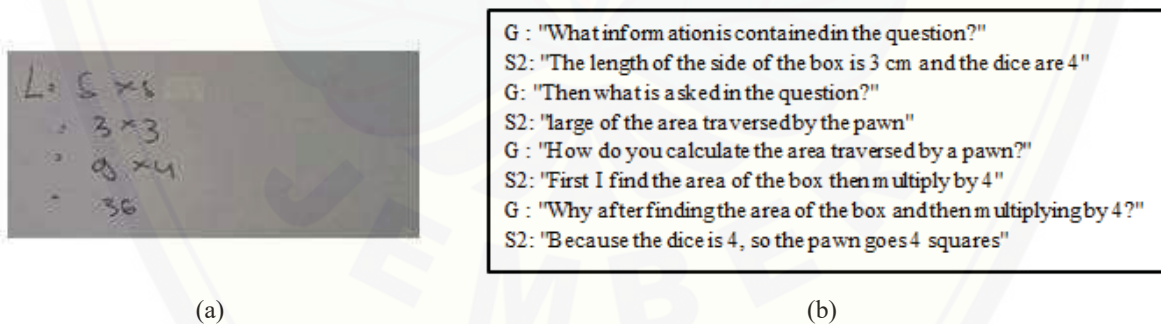 L = S × S
= 3 × 3
= 9 × 4
= 36
G : "What information is contained in the question?"
S2: "The length of the side of the box is 3 cm and the dice are 4"
G: "Then what is asked in the question?"
S2: "large of the area traversed by the pawn"
G : "How do you calculate the area traversed by a pawn?"
S2: "First I find the area of the box then multiply by 4"
G : "Why after finding the area of the box and then multiplying by 4?"
S2: "Because the dice is 4, so the pawn goes 4 squares"
(a)
(b)
JEMBER